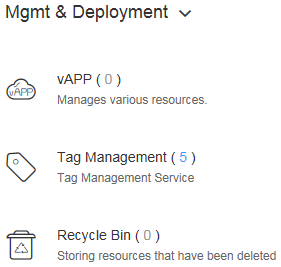 Mgmt & Deployment
vAPP
vAPP ( 0 )
Manages various resources.
Tag Management ( 5 )
Tag Management Service
Recycle Bin ( 0 )
Storing resources that have been deleted